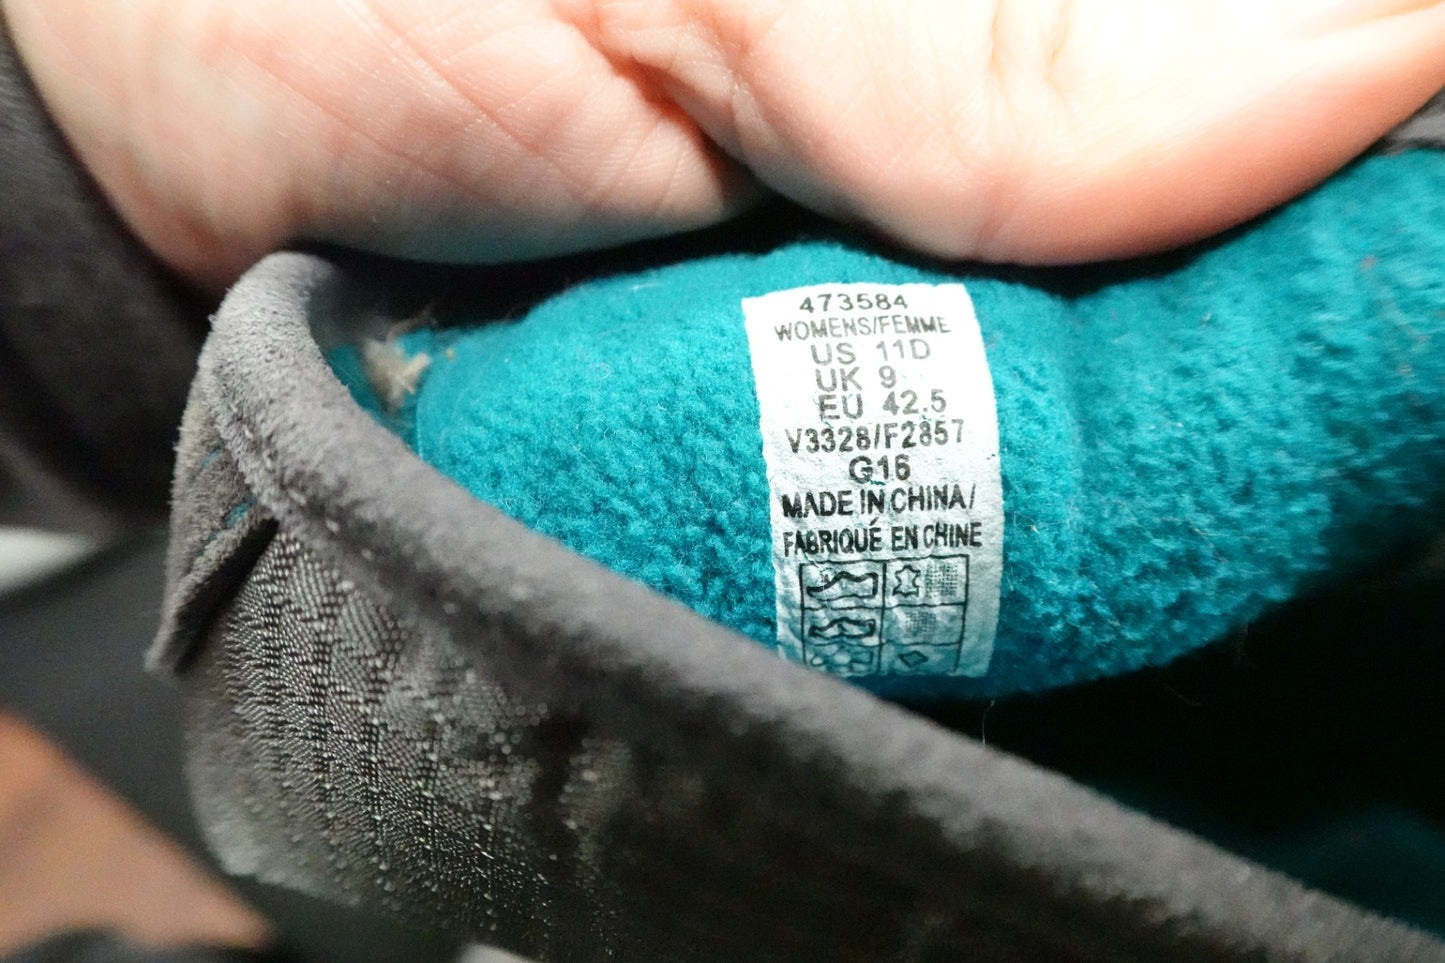 473584
WOMENS/FEMME
US 11D
UK 9
EU 42.5
V3328/F2857
G16
MADE IN CHINA/
FABRIQUÉ EN CHINE